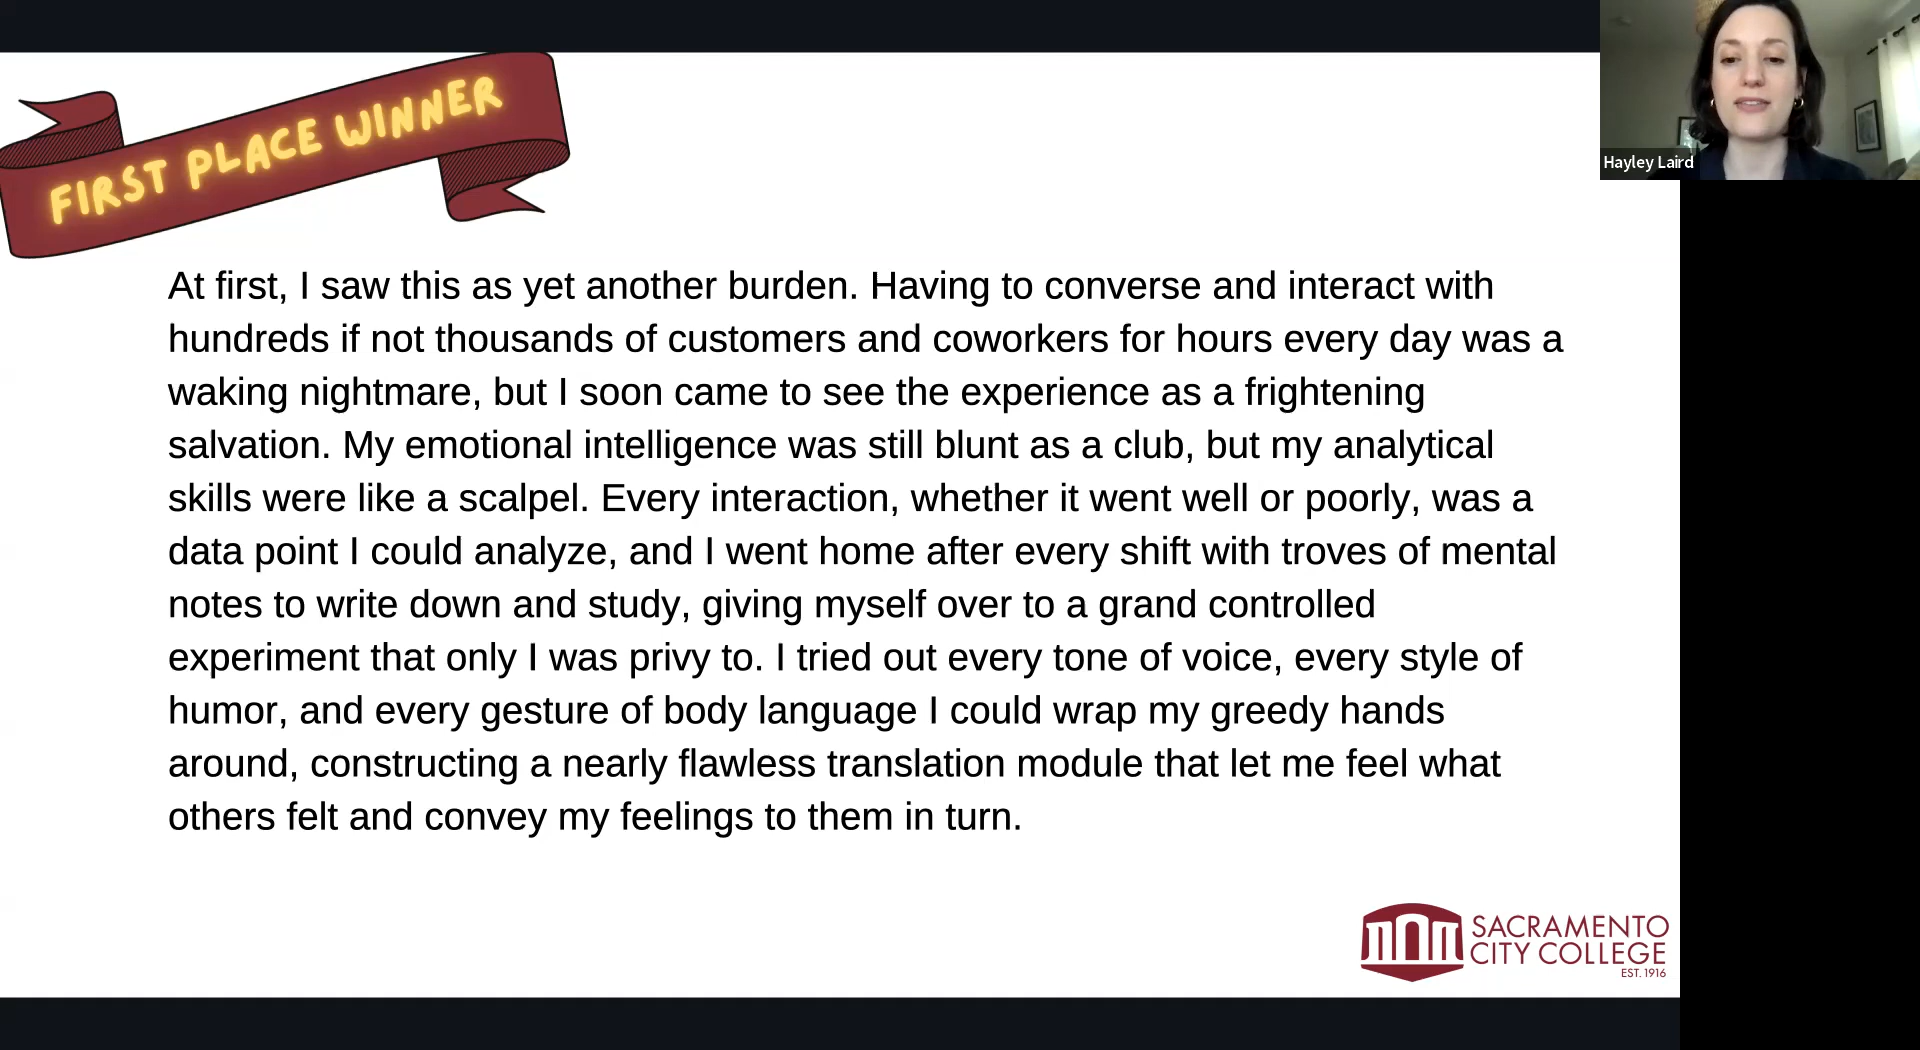 FIRST PLACE WINNER
Hayley Laird
At first, I saw this as yet another burden. Having to converse and interact with
hundreds if not thousands of customers and coworkers for hours every day was a
waking nightmare, but I soon came to see the experience as a frightening
salvation. My emotional intelligence was still blunt as a club, but my analytical
skills were like a scalpel. Every interaction, whether it went well or poorly, was a
data point I could analyze, and I went home after every shift with troves of mental
notes to write down and study, giving myself over to a grand controlled
experiment that only I was privy to. I tried out every tone of voice, every style of
humor, and every gesture of body language I could wrap my greedy hands
around, constructing a nearly flawless translation module that let me feel what
others felt and convey my feelings to them in turn.
SACRAMENTO
CITY COLLEGE
EST. 1916